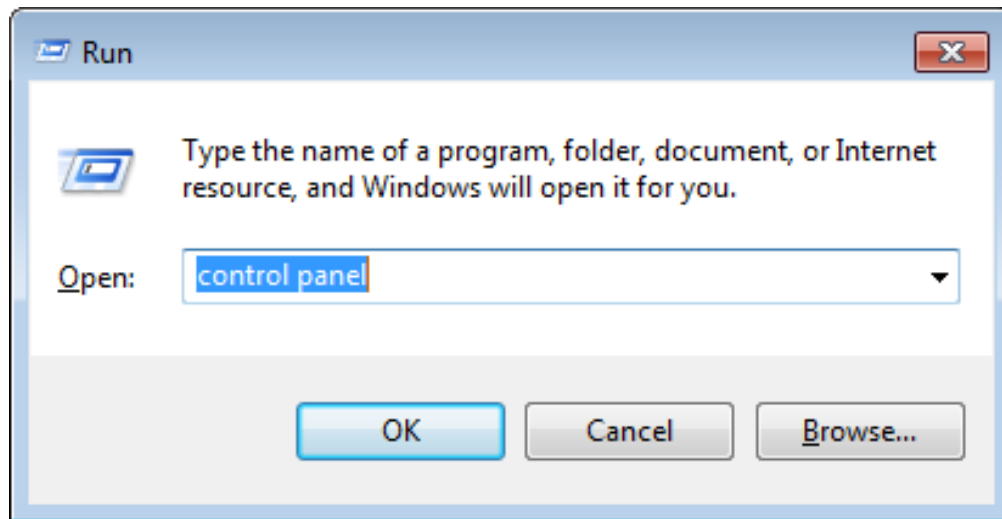 Run
Type the name of a program, folder, document, or Internet
resource, and Windows will open it for you.
Open: control panel
OK Cancel Browse...